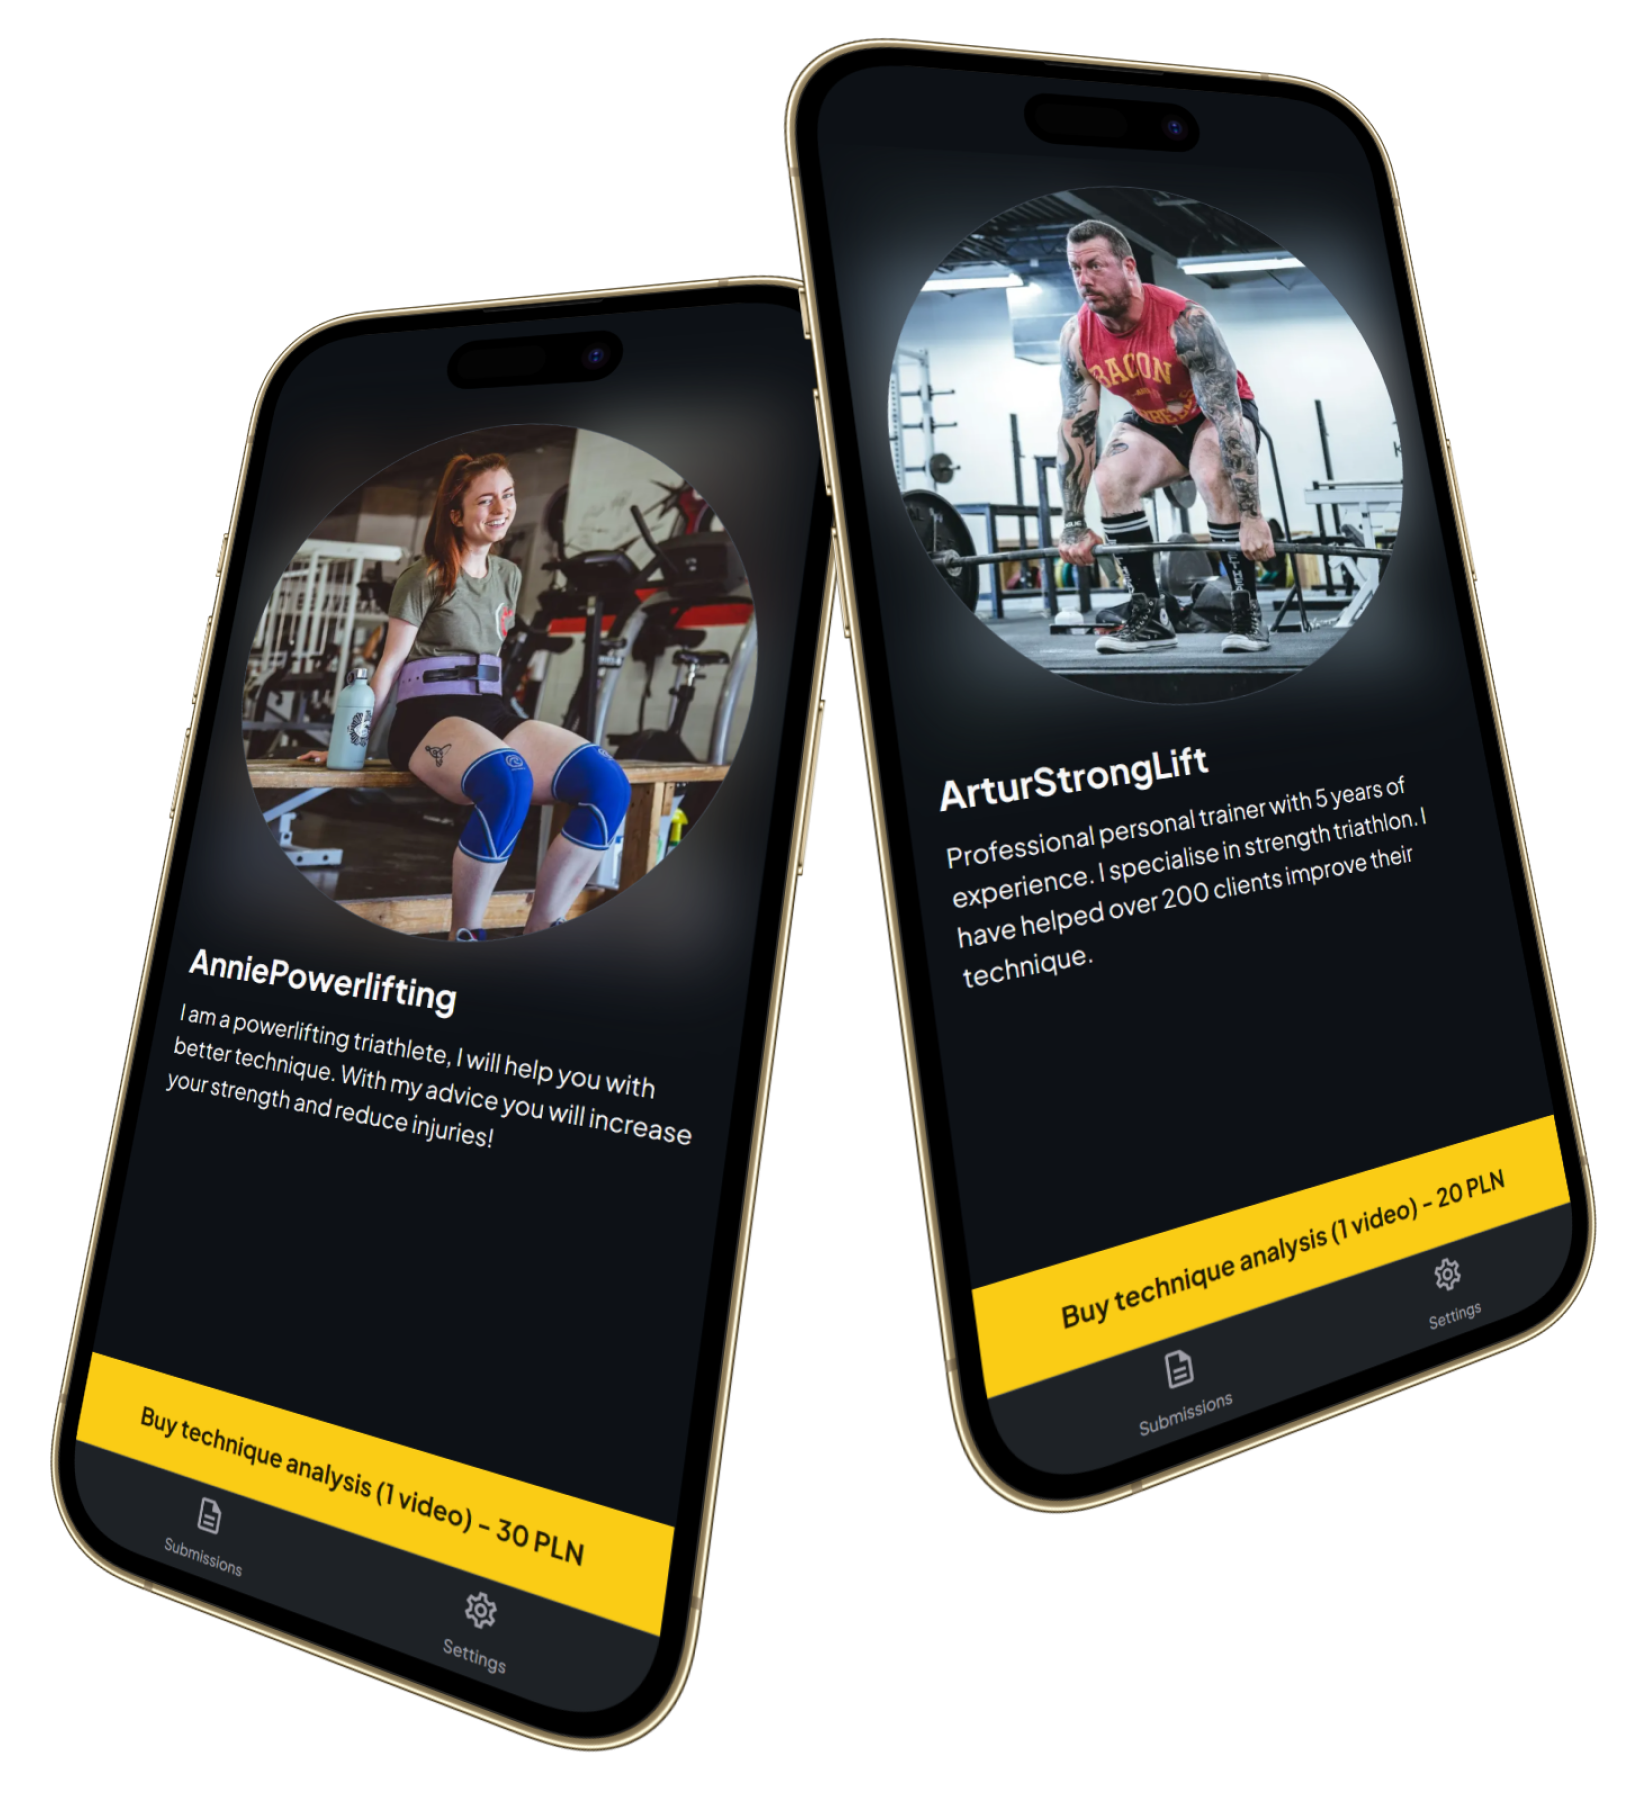 AnniePowerlifting
I am a powerlifting triathlete, I will help you with
better technique. With my advice you will increase
your strength and reduce injuries!
Buy technique analysis (1 video) - 30 PLN
Submissions
Settings
BACON
ArturStrongLift
Professional personal trainer with 5 years of
experience. I specialise in strength triathlon. I
have helped over 200 clients improve their
technique.
Buy technique analysis (1 video) - 20 PLN
Submissions
Settings